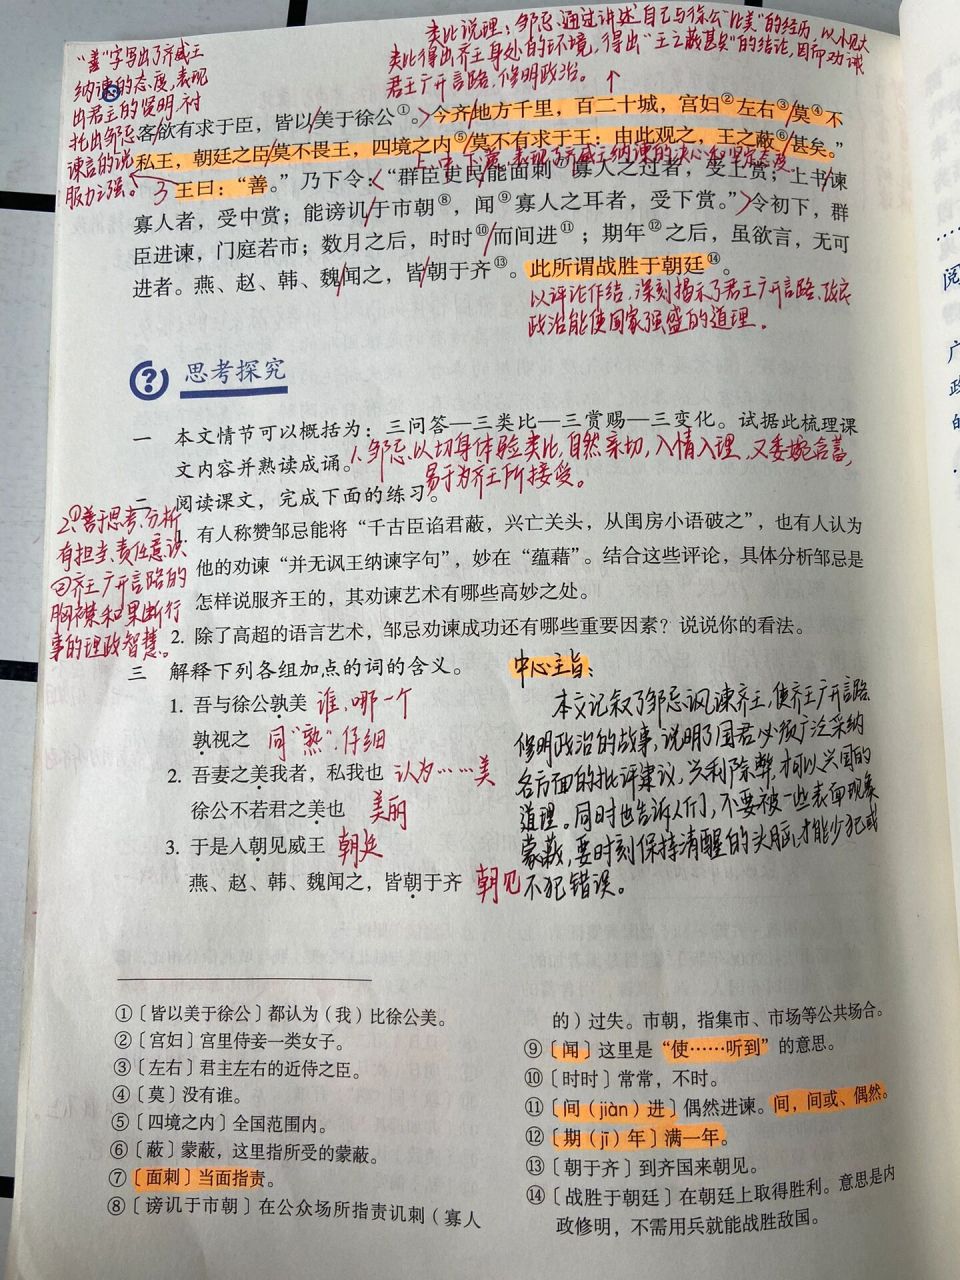 类比说理：邹忌通过讲述自己与徐公“比美”的经历，以小见大
类比得出齐王身处的环境，得出“王之蔽甚矣”的结论，因而劝诫
君王广开言路，修明政治。
“善”字写出了齐威王
纳谏的态度，表现
出君主的贤明，衬
托出邹忌
谏言的说
服力之强。
客欲有求于臣，皆以美于徐公①。今齐地方千里，百二十城，宫妇②左右③莫④不
私王，朝廷之臣莫不畏王，四境之内⑤莫不有求于王：由此观之，王之蔽⑥甚矣。”
上、中、下赏，表现了齐威王纳谏的决心和坚定意志
3 王曰：“善。”乃下令：“群臣吏民能面刺⑦寡人之过者，受上赏；上书谏
寡人者，受中赏；能谤讥于市朝⑧，闻⑨寡人之耳者，受下赏。”令初下，群
臣进谏，门庭若市；数月之后，时时⑩而间进⑪；期年⑫之后，虽欲言，无可
进者。燕、赵、韩、魏闻之，皆朝于齐⑬。此所谓战胜于朝廷⑭。
以评论作结，深刻揭示了君王广开言路、改良
政治能使国家强盛的道理。
思考探究
一 本文情节可以概括为：三问答—三类比—三赏赐—三变化。试据此梳理课
文内容并熟读成诵。
1. 邹忌以切身体验类比，自然亲切，入情入理，又委婉含蓄，
易于为齐王所接受。
二 阅读课文，完成下面的练习。
2.①善于思考、分析
有担当、责任意识
②齐王广开言路的
胸襟和果断行
事的理政智慧。
1. 有人称赞邹忌能将“千古臣谄君蔽，兴亡关头，从闺房小语破之”，也有人认为
他的劝谏“并无讽王纳谏字句”，妙在“蕴藉”。结合这些评论，具体分析邹忌是
怎样说服齐王的，其劝谏艺术有哪些高妙之处。
2. 除了高超的语言艺术，邹忌劝谏成功还有哪些重要因素？说说你的看法。
三 解释下列各组加点的词的含义。
1. 吾与徐公孰美 谁，哪一个
孰视之 同“熟”，仔细
2. 吾妻之美我者，私我也 认为……美
徐公不若君之美也 美丽
3. 于是入朝见威王 朝廷
燕、赵、韩、魏闻之，皆朝于齐 朝见
中心主旨：
本文记叙了邹忌讽谏齐王，使齐王广开言路，
修明政治的故事，说明了国君必须广泛采纳
各方面的批评建议，兴利除弊，才可以兴国的
道理。同时也告诉人们，不要被一些表面现象
蒙蔽，要时刻保持清醒的头脑，才能少犯或
不犯错误。
①〔皆以美于徐公〕都认为（我）比徐公美。
②〔宫妇〕宫里侍妾一类女子。
③〔左右〕君主左右的近侍之臣。
④〔莫〕没有谁。
⑤〔四境之内〕全国范围内。
⑥〔蔽〕蒙蔽，这里指所受的蒙蔽。
⑦〔面刺〕当面指责。
⑧〔谤讥于市朝〕在公众场所指责讥刺（寡人
的）过失。市朝，指集市、市场等公共场合。
⑨〔闻〕这里是“使……听到”的意思。
⑩〔时时〕常常，不时。
⑪〔间（jiàn）进〕偶然进谏。间，间或、偶然。
⑫〔期（jī）年〕满一年。
⑬〔朝于齐〕到齐国来朝见。
⑭〔战胜于朝廷〕在朝廷上取得胜利。意思是内
政修明，不需用兵就能战胜敌国。
阅
广
政
的